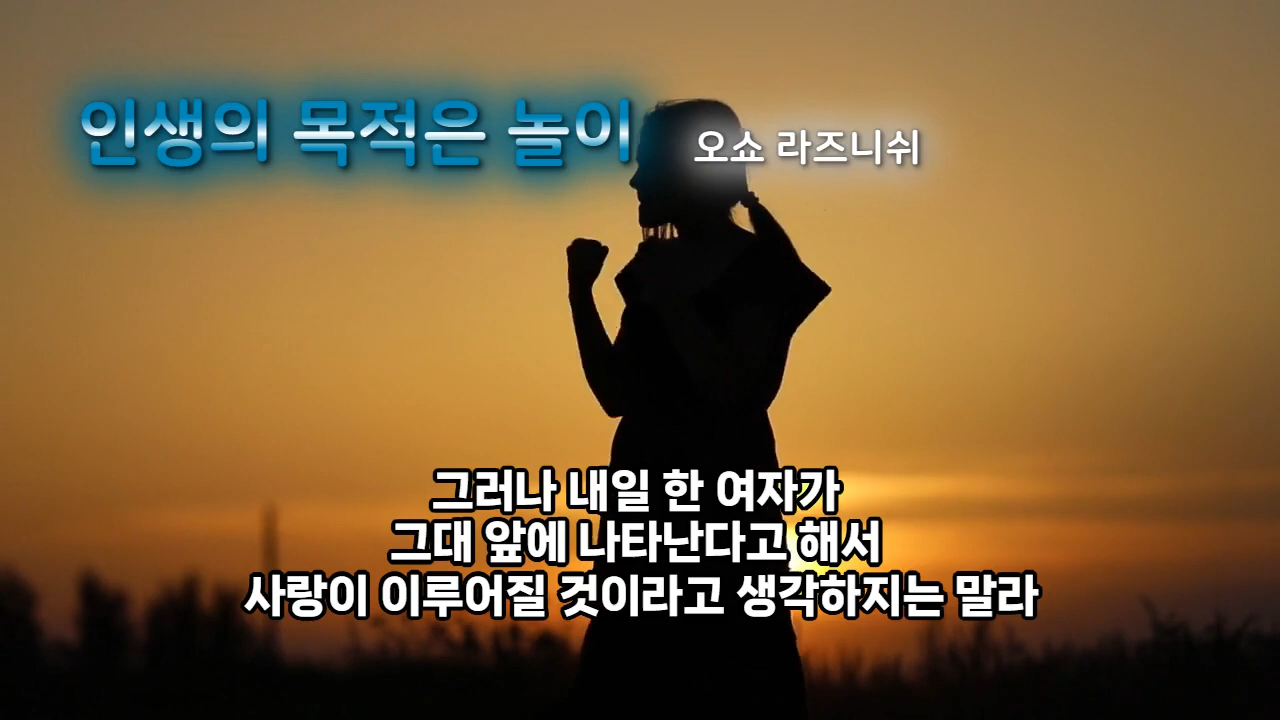 인생의 목적은 놀이
오쇼 라즈니쉬
그러나 내일 한 여자가
그대 앞에 나타난다고 해서
사랑이 이루어질 것이라고 생각하지는 말라